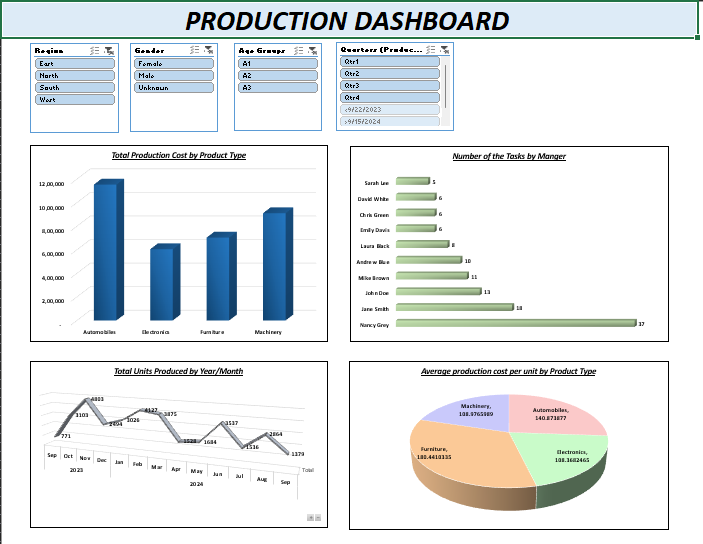 PRODUCTION DASHBOARD
Region
East
North
South
West
Gender
Female
Male
Unknown
Age Groups
A1
A2
A3
Quarters (Produc...
Qtr1
Qtr2
Qtr3
Qtr4
<9/22/2023
>9/15/2024
Total Production Cost by Product Type
12,00,000
10,00,000
8,00,000
6,00,000
4,00,000
2,00,000
-
Automobiles Electronics Furniture Machinery
Number of the Tasks by Manger
Sarah Lee 5
David White 6
Chris Green 6
Emily Davis 6
Laura Black 8
Andrew Blue 10
Mike Brown 11
John Doe 13
Jane Smith 18
Nancy Grey 37
Total Units Produced by Year/Month
771
3103
4803
2494
3026
4127
3875
1684
3537
1536
2864
1379
Sep Oct Nov Dec Jan Feb Mar Apr May Jun Jul Aug Sep
2023 2024
Total
Average production cost per unit by Product Type
Machinery,
108.9765989
Automobiles,
140.873877
Furniture,
180.4410335
Electronics,
108.3682465